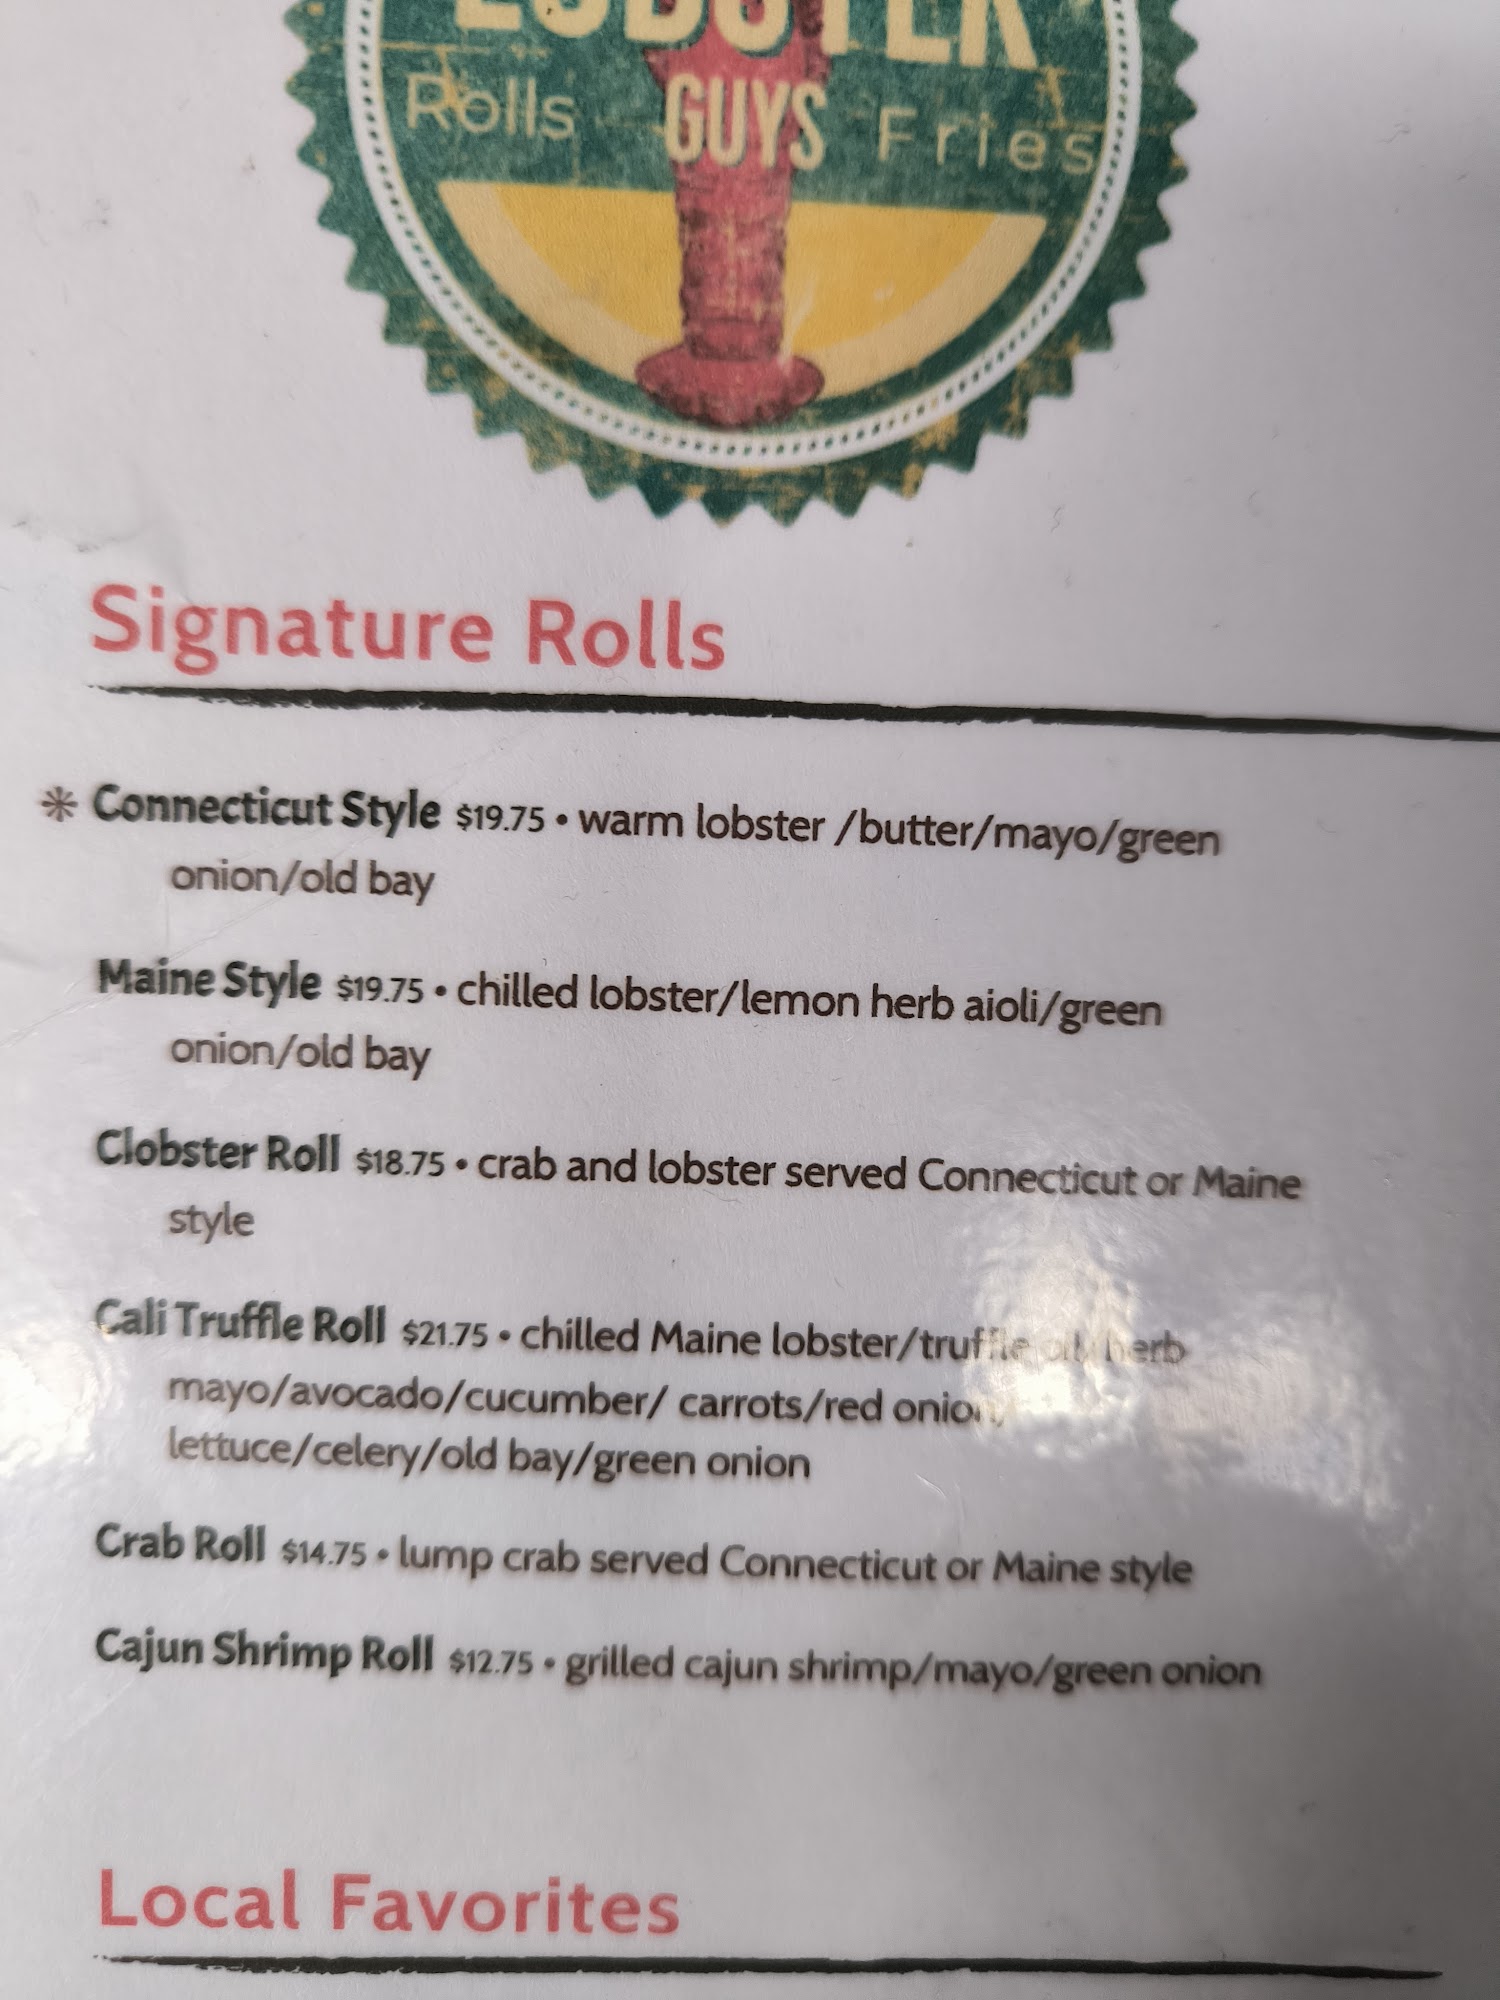 LOBSTER
Rolls GUYS Fries
Signature Rolls
* Connecticut Style $19.75 • warm lobster /butter/mayo/green
onion/old bay
Maine Style $19.75 • chilled lobster/lemon herb aioli/green
onion/old bay
Clobster Roll $18.75 • crab and lobster served Connecticut or Maine
style
Cali Truffle Roll $21.75 • chilled Maine lobster/truffle oil/herb
mayo/avocado/cucumber/ carrots/red onion/
lettuce/celery/old bay/green onion
Crab Roll $14.75 • lump crab served Connecticut or Maine style
Cajun Shrimp Roll $12.75 • grilled cajun shrimp/mayo/green onion
Local Favorites